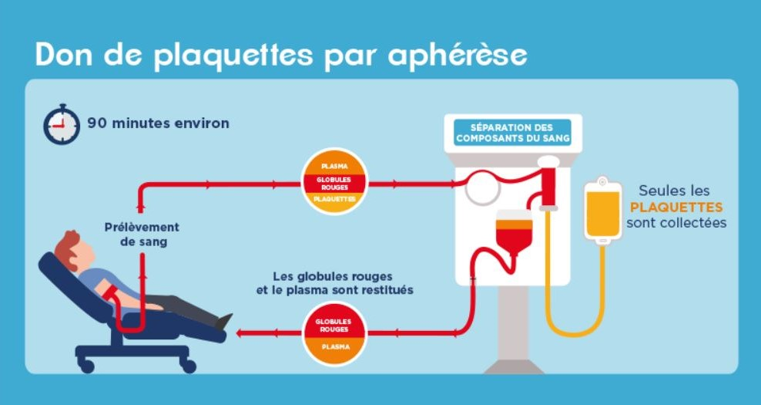 Don de plaquettes par aphérèse
90 minutes environ
SÉPARATION DES
COMPOSANTS DU SANG
PLASMA
GLOBULES
ROUGES
PLAQUETTES
Seules les
PLAQUETTES
sont collectées
Prélèvement
de sang
Les globules rouges
et le plasma sont restitués
GLOBULES
ROUGES
PLASMA